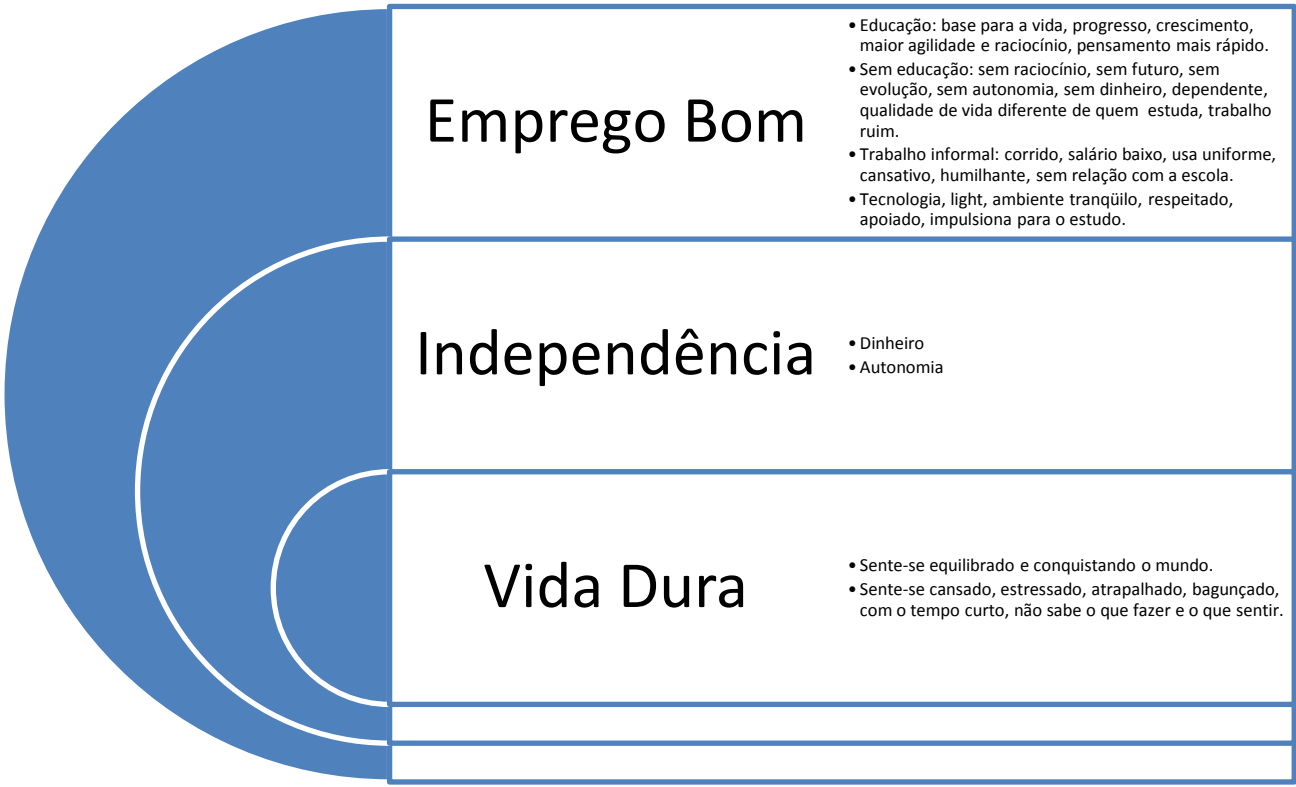 Emprego Bom
• Educação: base para a vida, progresso, crescimento,
maior agilidade e raciocínio, pensamento mais rápido.
• Sem educação: sem raciocínio, sem futuro, sem
evolução, sem autonomia, sem dinheiro, dependente,
qualidade de vida diferente de quem estuda, trabalho
ruim.
• Trabalho informal: corrido, salário baixo, usa uniforme,
cansativo, humilhante, sem relação com a escola.
• Tecnologia, light, ambiente tranqüilo, respeitado,
apoiado, impulsiona para o estudo.
Independência
• Dinheiro
• Autonomia
Vida Dura
• Sente-se equilibrado e conquistando o mundo.
• Sente-se cansado, estressado, atrapalhado, bagunçado,
com o tempo curto, não sabe o que fazer e o que sentir.